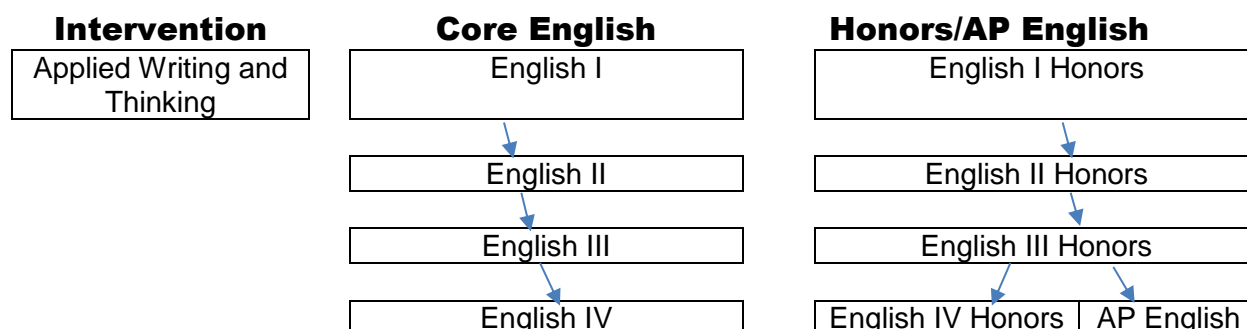 Intervention
Core English
Honors/AP English
Applied Writing and
Thinking
English I
English I Honors
English II
English II Honors
English III
English III Honors
English IV
English IV Honors
AP English